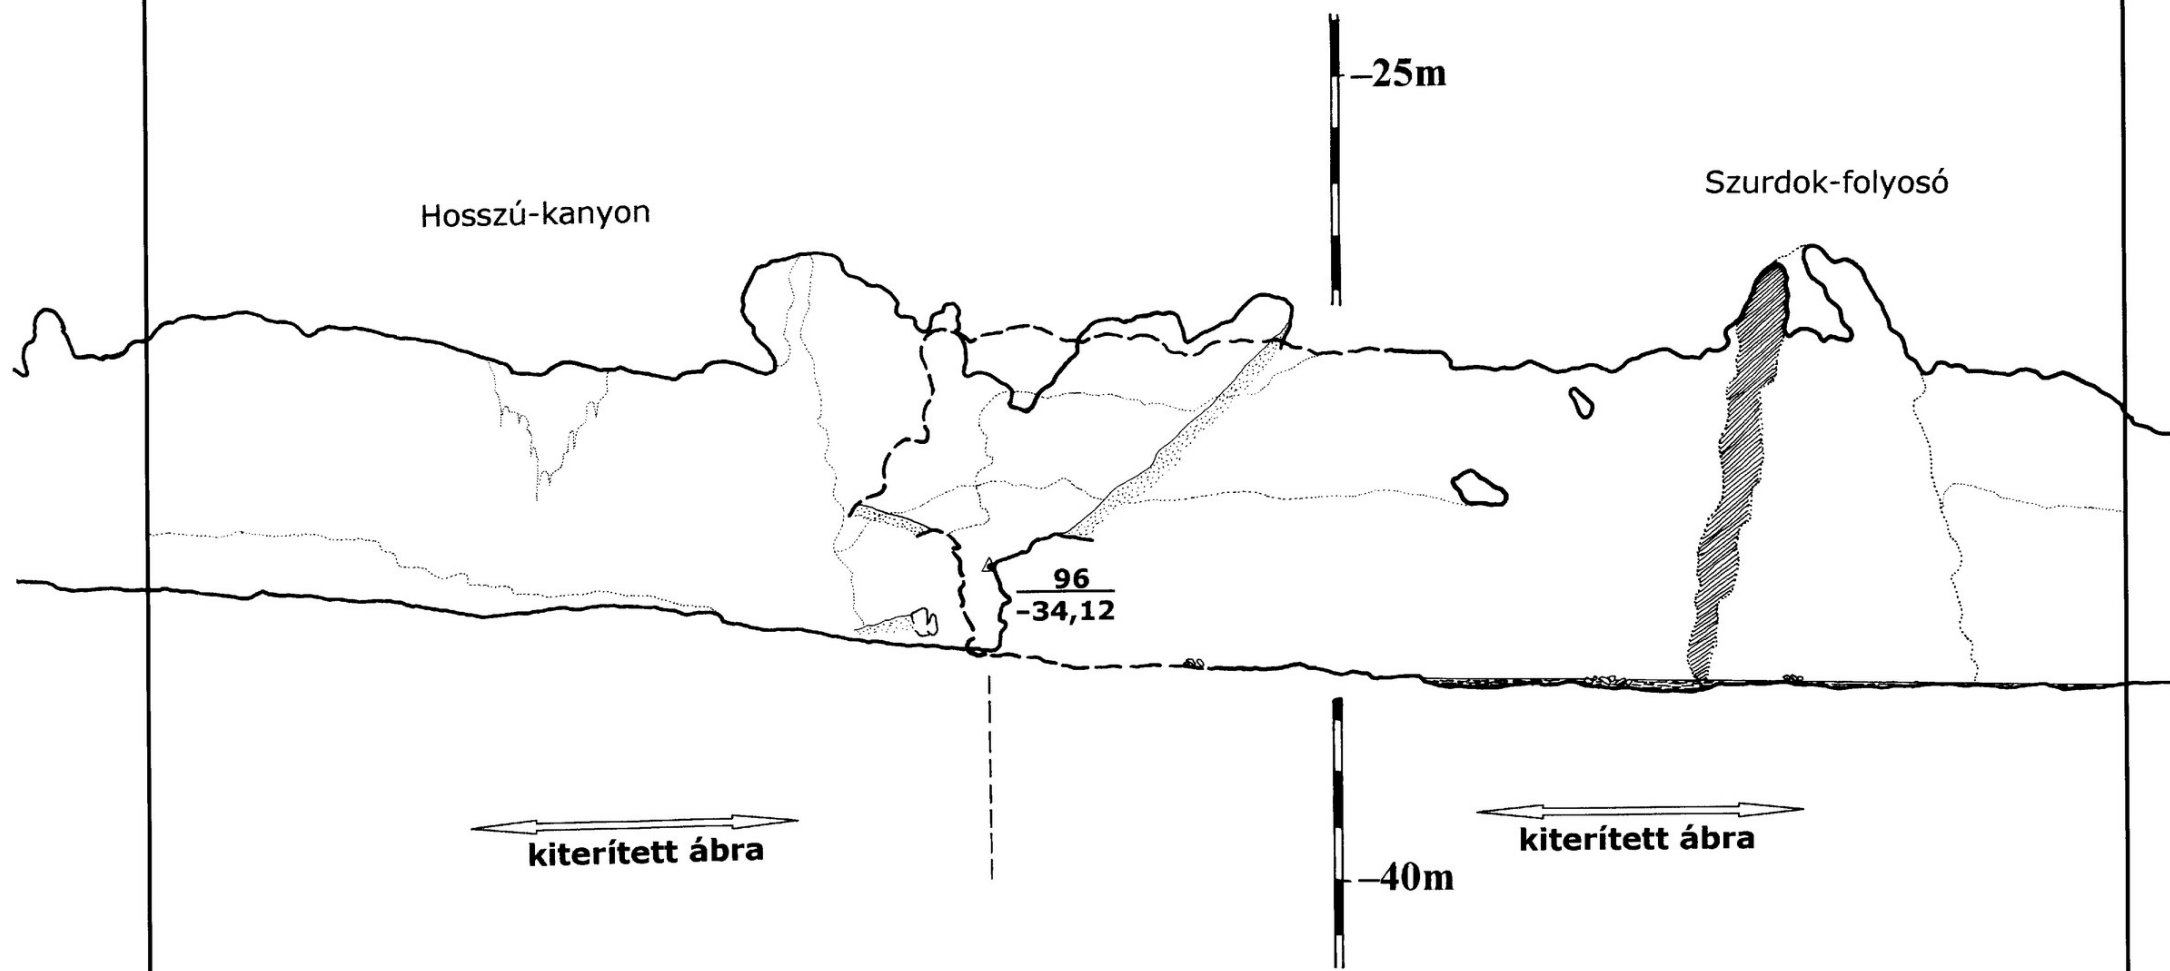 –25m
Szurdok-folyosó
Hosszú-kanyon
96
–34,12
kiterített ábra
kiterített ábra
–40m